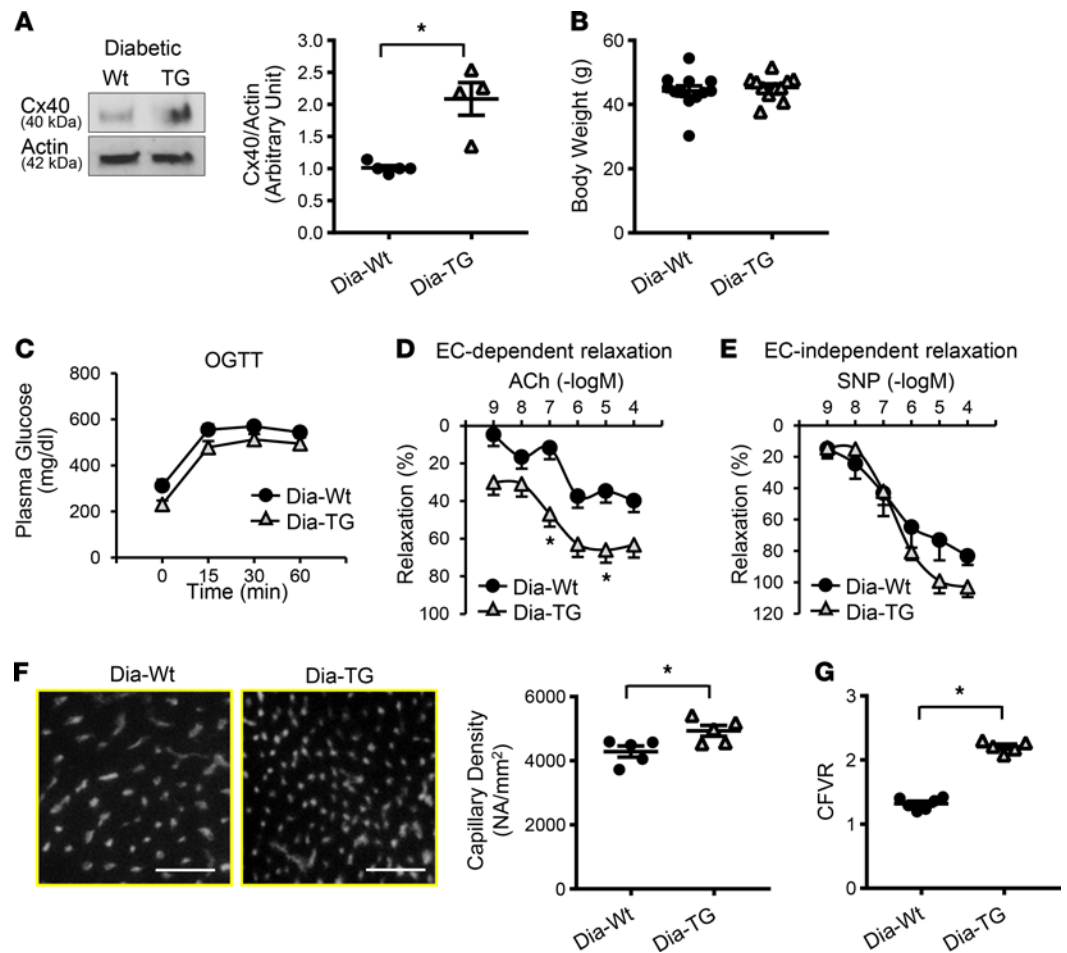 A
Diabetic
Wt TG
Cx40
(40 kDa)
Actin
(42 kDa)
Cx40/Actin
(Arbitrary Unit)
3.0
2.5
2.0
1.5
1.0
0.5
0.0
*
Dia-Wt
Dia-TG
B
Body Weight (g)
60
40
20
0
Dia-Wt
Dia-TG
C
OGTT
Plasma Glucose
(mg/dl)
800
600
400
200
0
Dia-Wt
Dia-TG
0 15 30 60
Time (min)
D EC-dependent relaxation
ACh (-logM)
9 8 7 6 5 4
Relaxation (%)
0
20
40
60
80
100
*
*
Dia-Wt
Dia-TG
E EC-independent relaxation
SNP (-logM)
9 8 7 6 5 4
Relaxation (%)
0
20
40
60
80
100
120
Dia-Wt
Dia-TG
F
Dia-Wt
Dia-TG
Capillary Density
(NA/mm²)
6000
4000
2000
0
*
Dia-Wt
Dia-TG
G
CFVR
3
2
1
0
*
Dia-Wt
Dia-TG